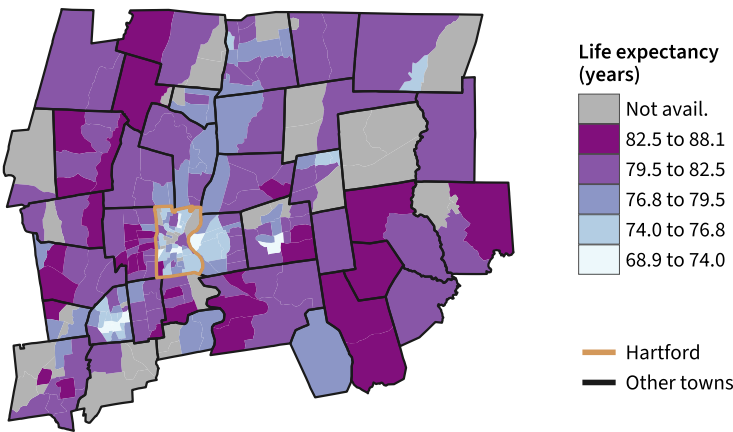 Life expectancy
(years)
Not avail.
82.5 to 88.1
79.5 to 82.5
76.8 to 79.5
74.0 to 76.8
68.9 to 74.0
Hartford
Other towns